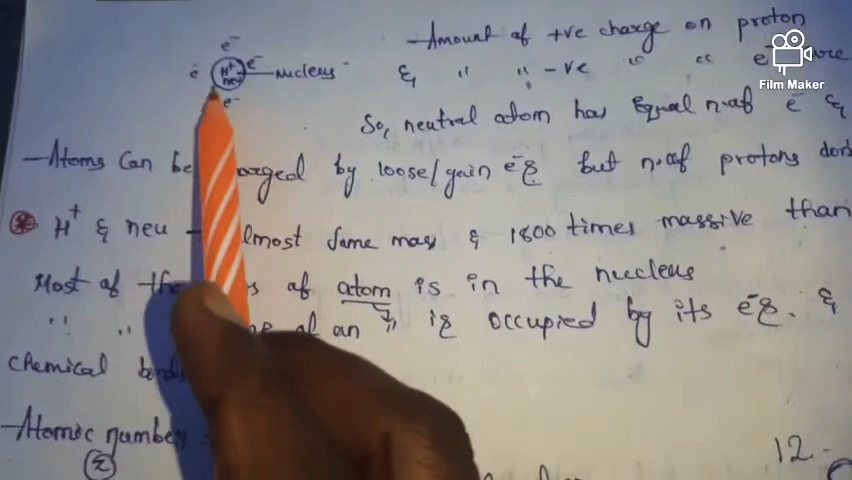 e⁻
e⁻
e⁻
H⁺
neu
nucleus
e⁻
Amount of +ve charge on proton
& " " -ve " " e⁻
Film Maker
So, neutral atom has equal n.of e⁻ &
Atoms can be charged by loose/gain e⁻s but n.of protons
H⁺ & neu - almost same mass & 1800 times massive than
Most of the of atom is in the nucleus
" " of an " is occupied by its e⁻s. &
chemical bonds
Atomic number =
(z)
12